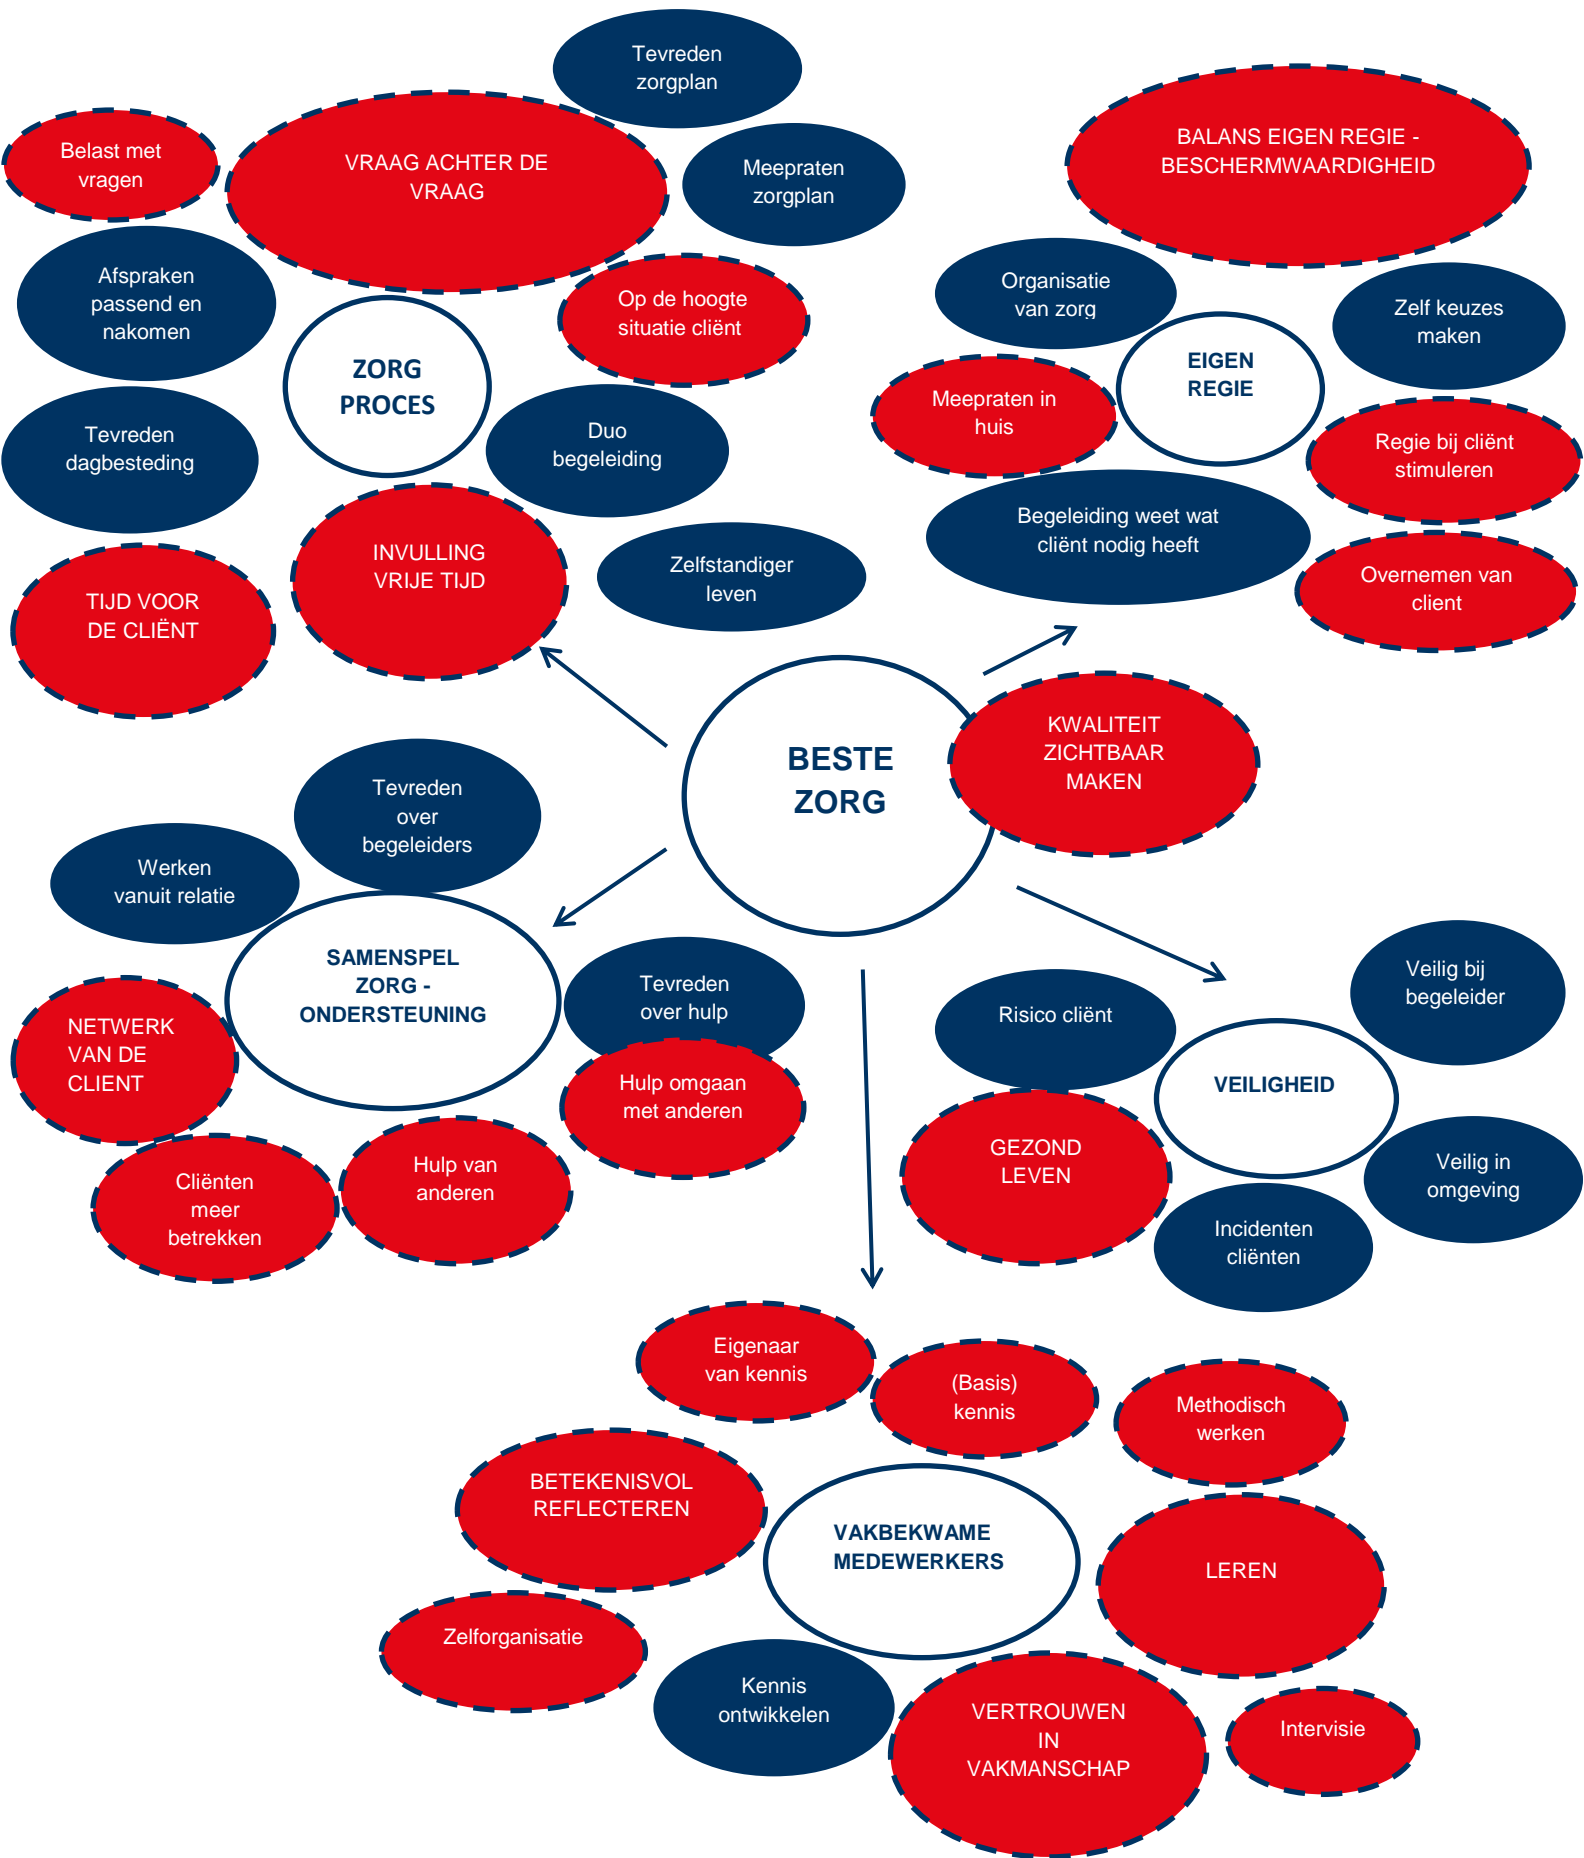 Tevreden
zorgplan
Belast met
vragen
VRAAG ACHTER DE
VRAAG
Meepraten
zorgplan
Afspraken
passend en
nakomen
Op de hoogte
situatie cliënt
ZORG
PROCES
Tevreden
dagbesteding
Duo
begeleiding
INVULLING
VRIJE TIJD
Zelfstandiger
leven
TIJD VOOR
DE CLIËNT
BALANS EIGEN REGIE -
BESCHERMWAARDIGHEID
Organisatie
van zorg
Zelf keuzes
maken
EIGEN
REGIE
Meepraten in
huis
Regie bij cliënt
stimuleren
Begeleiding weet wat
cliënt nodig heeft
Overnemen van
client
BESTE
ZORG
KWALITEIT
ZICHTBAAR
MAKEN
Tevreden
over
begeleiders
Werken
vanuit relatie
SAMENSPEL
ZORG -
ONDERSTEUNING
Tevreden
over hulp
NETWERK
VAN DE
CLIENT
Hulp omgaan
met anderen
Cliënten
meer
betrekken
Hulp van
anderen
Veilig bij
begeleider
Risico cliënt
VEILIGHEID
GEZOND
LEVEN
Veilig in
omgeving
Incidenten
cliënten
Eigenaar
van kennis
(Basis)
kennis
Methodisch
werken
BETEKENISVOL
REFLECTEREN
VAKBEKWAME
MEDEWERKERS
LEREN
Zelforganisatie
Kennis
ontwikkelen
VERTROUWEN
IN
VAKMANSCHAP
Intervisie